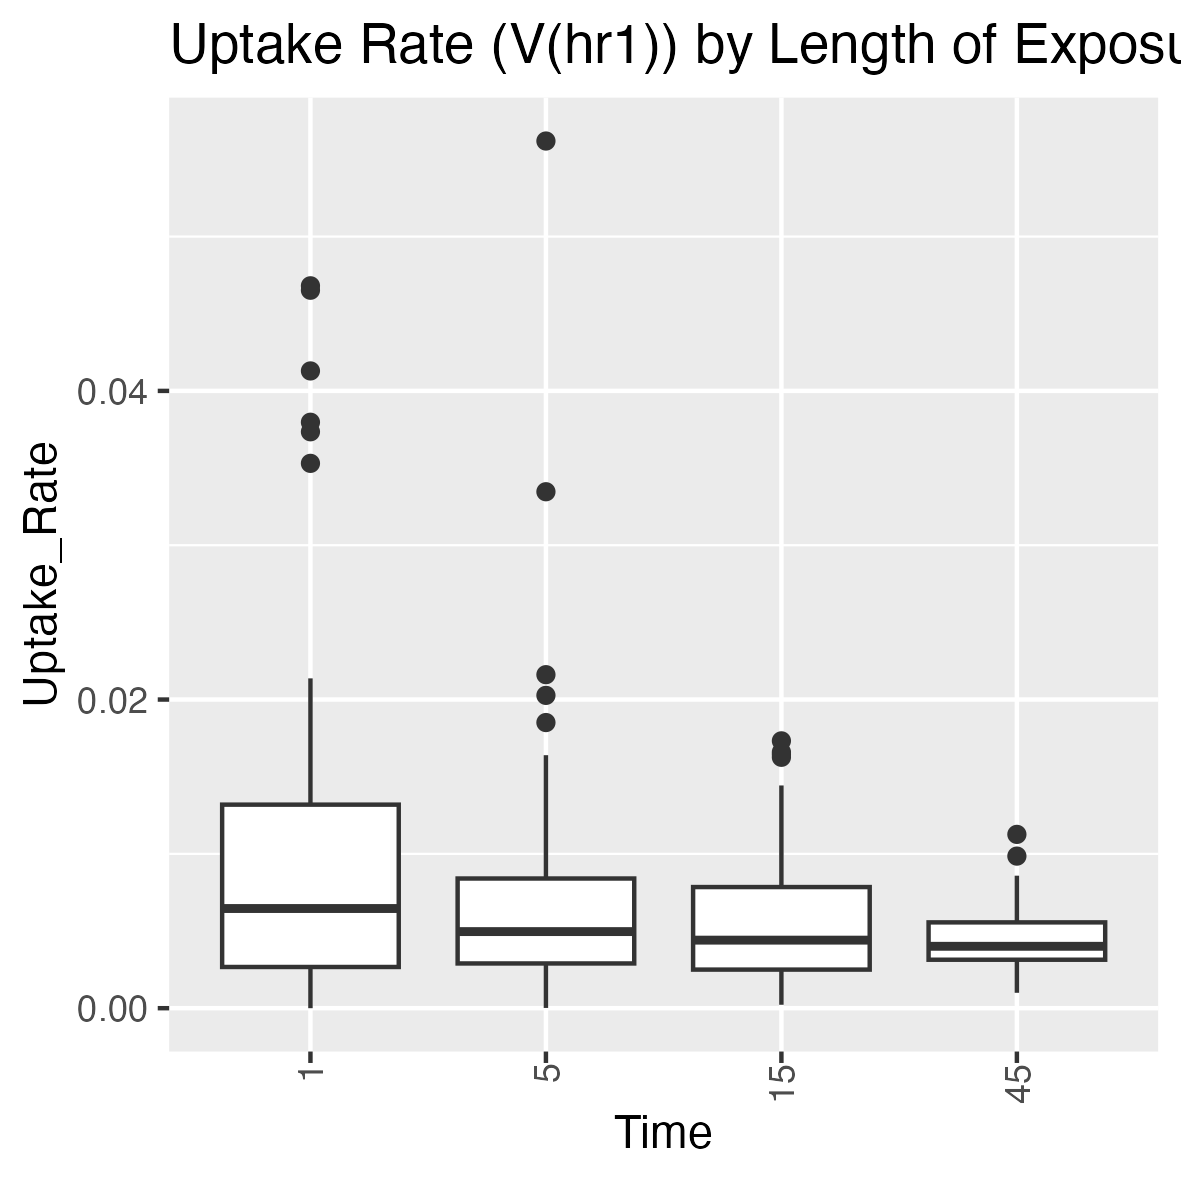 Uptake Rate (V(hr1)) by Length of Exposu
Uptake_Rate
0.04
0.02
0.00
1 5 15 45
Time